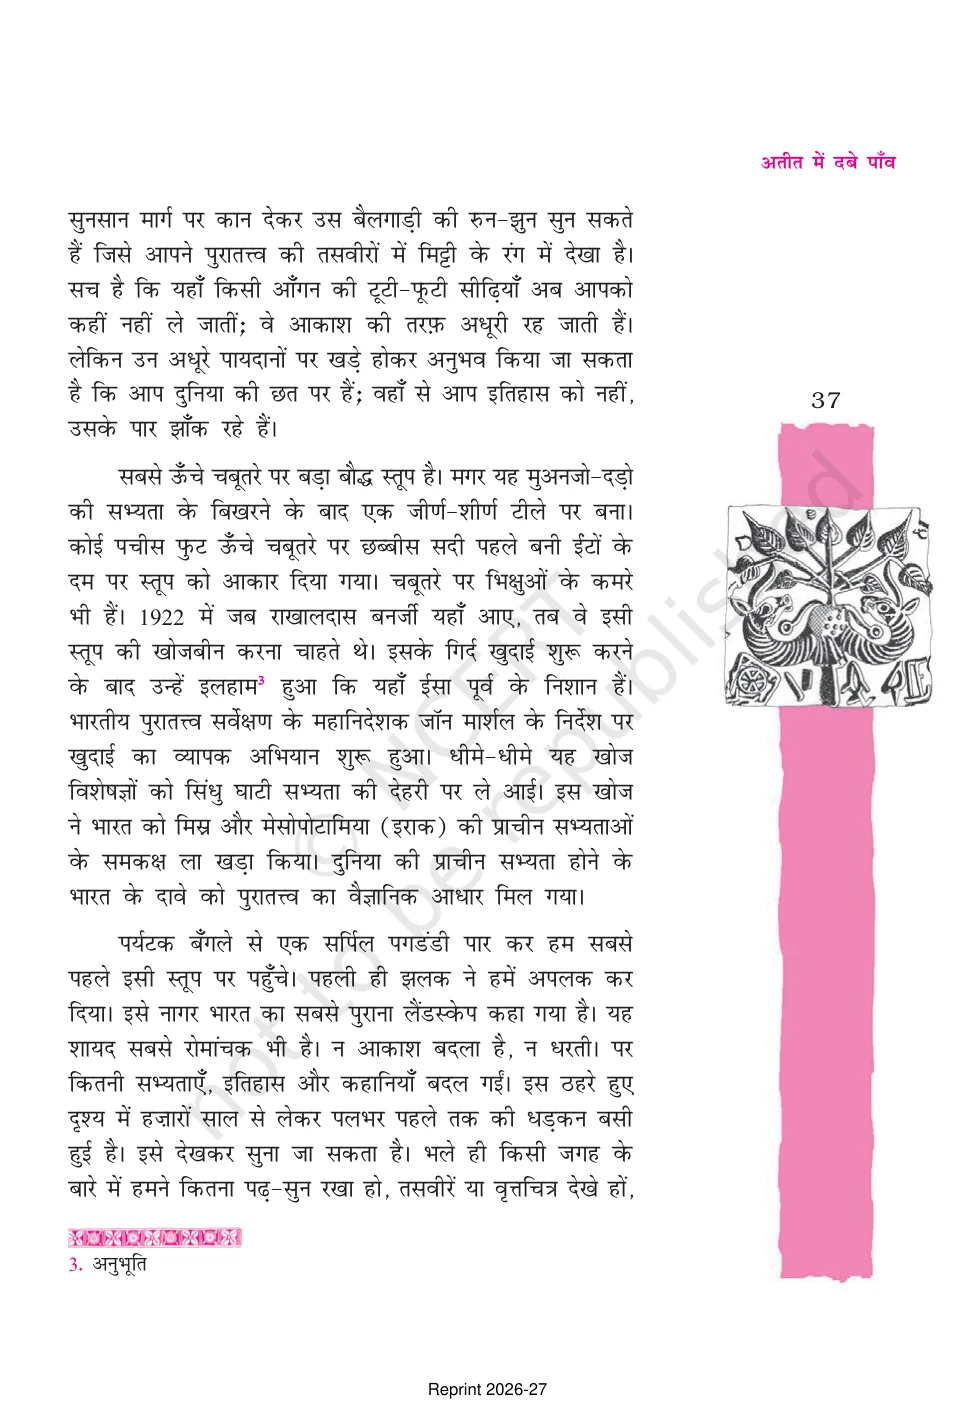 अतीत में दबे पाँव
सुनसान मार्ग पर कान देकर उस बैलगाड़ी की रुन-झुन सुन सकते
हैं जिसे आपने पुरातत्त्व की तसवीरों में मिट्टी के रंग में देखा है।
सच है कि यहाँ किसी आँगन की टूटी-फूटी सीढ़ियाँ अब आपको
कहीं नहीं ले जातीं; वे आकाश की तरफ़ अधूरी रह जाती हैं।
लेकिन उन अधूरे पायदानों पर खड़े होकर अनुभव किया जा सकता
है कि आप दुनिया की छत पर हैं; वहाँ से आप इतिहास को नहीं,
उसके पार झाँक रहे हैं।
37
सबसे ऊँचे चबूतरे पर बड़ा बौद्ध स्तूप है। मगर यह मुअनजो-दड़ो
की सभ्यता के बिखरने के बाद एक जीर्ण-शीर्ण टीले पर बना।
कोई पचीस फुट ऊँचे चबूतरे पर छब्बीस सदी पहले बनी ईंटों के
दम पर स्तूप को आकार दिया गया। चबूतरे पर भिक्षुओं के कमरे
भी हैं। 1922 में जब राखालदास बनर्जी यहाँ आए, तब वे इसी
स्तूप की खोजबीन करना चाहते थे। इसके गिर्द खुदाई शुरू करने
के बाद उन्हें इलहाम3 हुआ कि यहाँ ईसा पूर्व के निशान हैं।
भारतीय पुरातत्त्व सर्वेक्षण के महानिदेशक जॉन मार्शल के निर्देश पर
खुदाई का व्यापक अभियान शुरू हुआ। धीमे-धीमे यह खोज
विशेषज्ञों को सिंधु घाटी सभ्यता की देहरी पर ले आई। इस खोज
ने भारत को मिस्र और मेसोपोटामिया (इराक) की प्राचीन सभ्यताओं
के समकक्ष ला खड़ा किया। दुनिया की प्राचीन सभ्यता होने के
भारत के दावे को पुरातत्त्व का वैज्ञानिक आधार मिल गया।
पर्यटक बँगले से एक सर्पिल पगडंडी पार कर हम सबसे
पहले इसी स्तूप पर पहुँचे। पहली ही झलक ने हमें अपलक कर
दिया। इसे नागर भारत का सबसे पुराना लैंडस्केप कहा गया है। यह
शायद सबसे रोमांचक भी है। न आकाश बदला है, न धरती। पर
कितनी सभ्यताएँ, इतिहास और कहानियाँ बदल गईं। इस ठहरे हुए
दृश्य में हज़ारों साल से लेकर पलभर पहले तक की धड़कन बसी
हुई है। इसे देखकर सुना जा सकता है। भले ही किसी जगह के
बारे में हमने कितना पढ़-सुन रखा हो, तसवीरें या वृत्तचित्र देखे हों,
3. अनुभूति
© NCERT
not to be republished
Reprint 2026-27